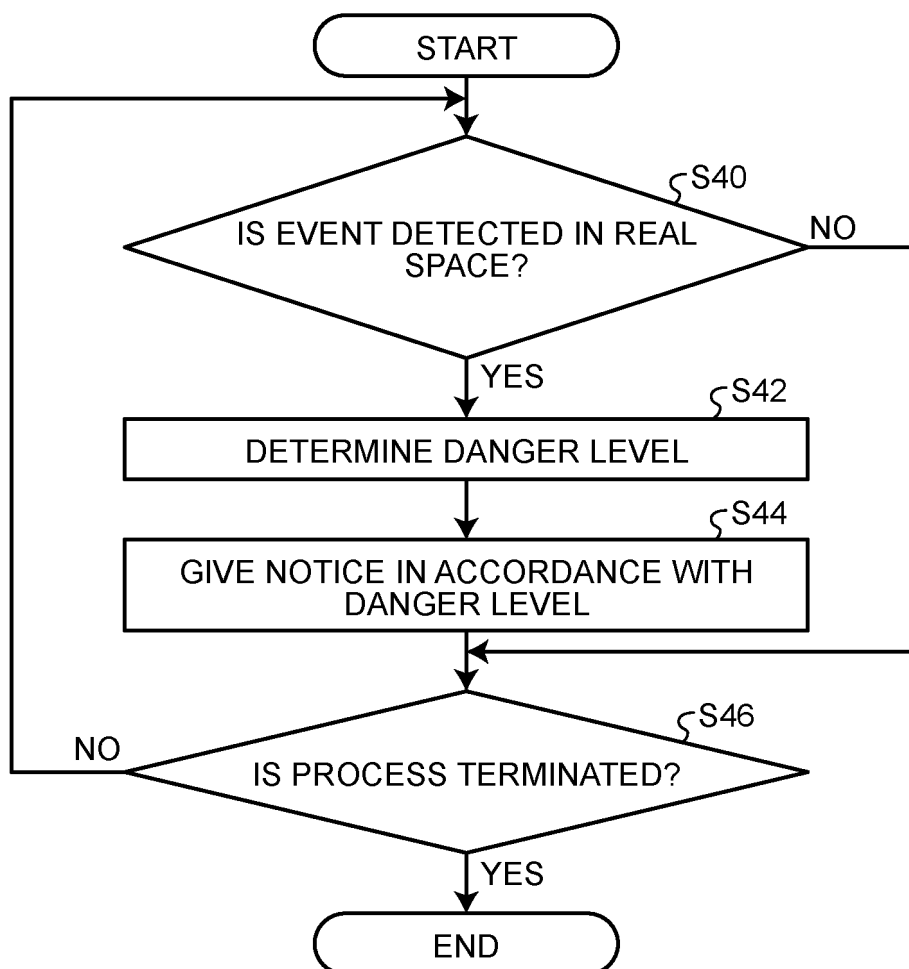 START
S40
IS EVENT DETECTED IN REAL
SPACE?
NO
YES
S42
DETERMINE DANGER LEVEL
S44
GIVE NOTICE IN ACCORDANCE WITH
DANGER LEVEL
S46
NO
IS PROCESS TERMINATED?
YES
END